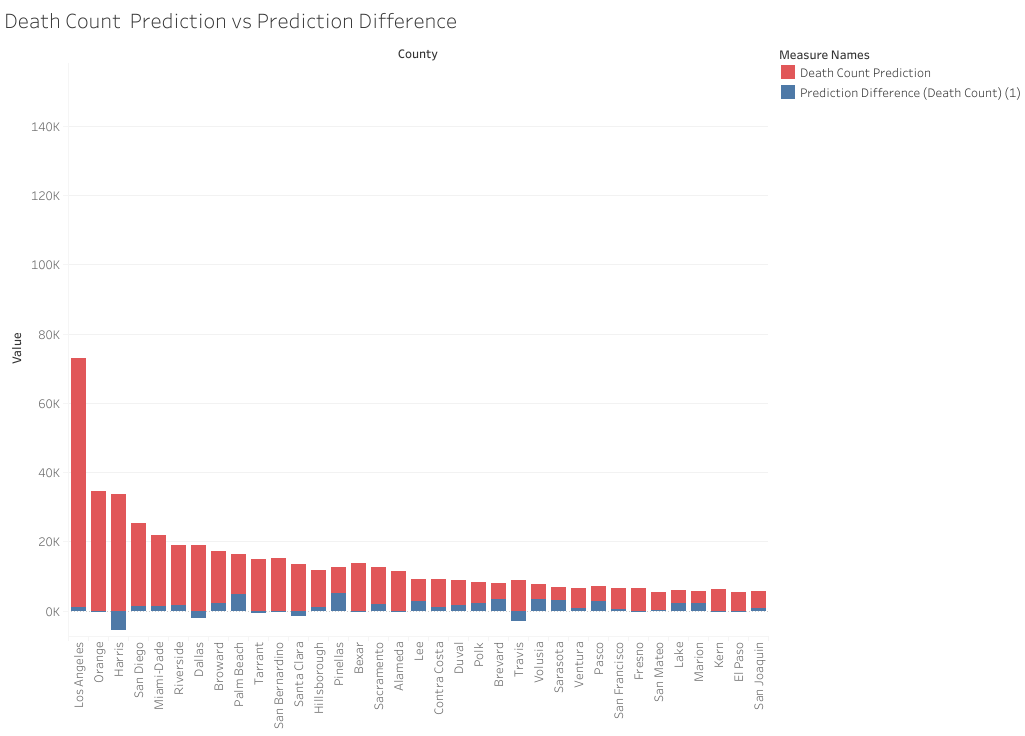 Death Count  Prediction vs Prediction Difference
County
Measure Names
Death Count Prediction
Prediction Difference (Death Count) (1)
Value
140K
120K
100K
80K
60K
40K
20K
0K
Los Angeles
Orange
Harris
San Diego
Miami-Dade
Riverside
Dallas
Broward
Palm Beach
Tarrant
San Bernardino
Santa Clara
Hillsborough
Pinellas
Bexar
Sacramento
Alameda
Lee
Contra Costa
Duval
Polk
Brevard
Travis
Volusia
Sarasota
Ventura
Pasco
San Francisco
Fresno
San Mateo
Lake
Marion
Kern
El Paso
San Joaquin